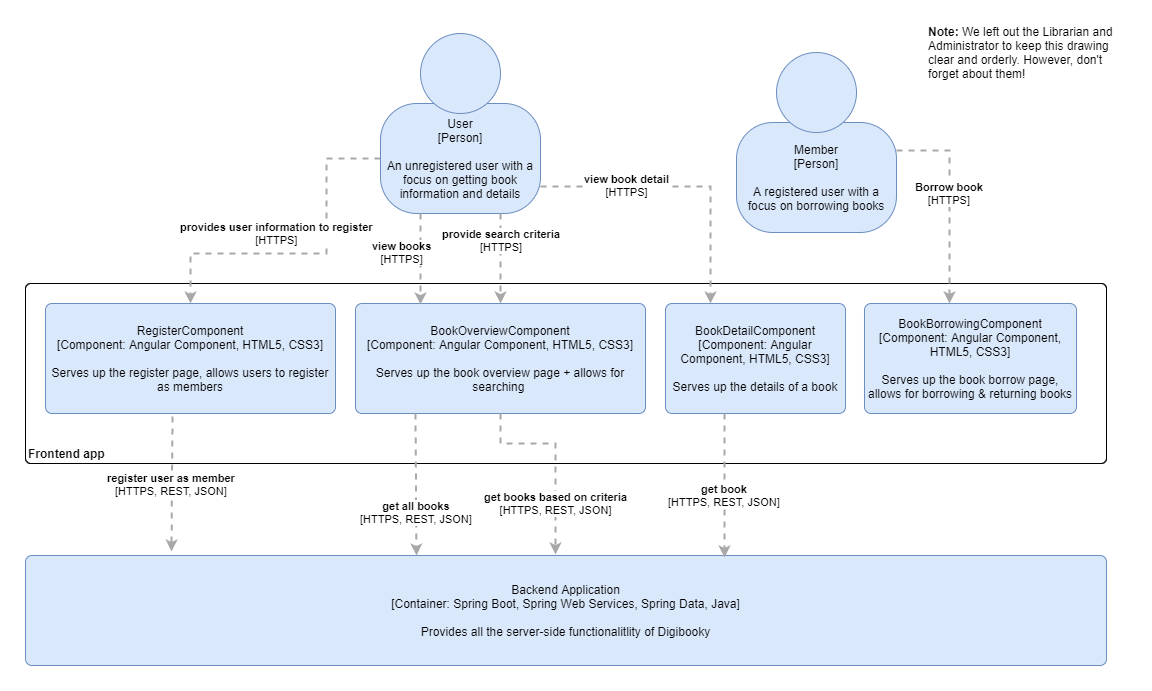 Note: We left out the Librarian and
Administrator to keep this drawing
clear and orderly. However, don't
forget about them!
User
[Person]
An unregistered user with a
focus on getting book
information and details
Member
[Person]
A registered user with a
focus on borrowing books
view book detail
[HTTPS]
Borrow book
[HTTPS]
provides user information to register
[HTTPS]
view books
[HTTPS]
provide search criteria
[HTTPS]
RegisterComponent
[Component: Angular Component, HTML5, CSS3]
Serves up the register page, allows users to register
as members
BookOverviewComponent
[Component: Angular Component, HTML5, CSS3]
Serves up the book overview page + allows for
searching
BookDetailComponent
[Component: Angular
Component, HTML5, CSS3]
Serves up the details of a book
BookBorrowingComponent
[Component: Angular Component,
HTML5, CSS3]
Serves up the book borrow page,
allows for borrowing & returning books
Frontend app
register user as member
[HTTPS, REST, JSON]
get all books
[HTTPS, REST, JSON]
get books based on criteria
[HTTPS, REST, JSON]
get book
[HTTPS, REST, JSON]
Backend Application
[Container: Spring Boot, Spring Web Services, Spring Data, Java]
Provides all the server-side functionalitlity of Digibooky